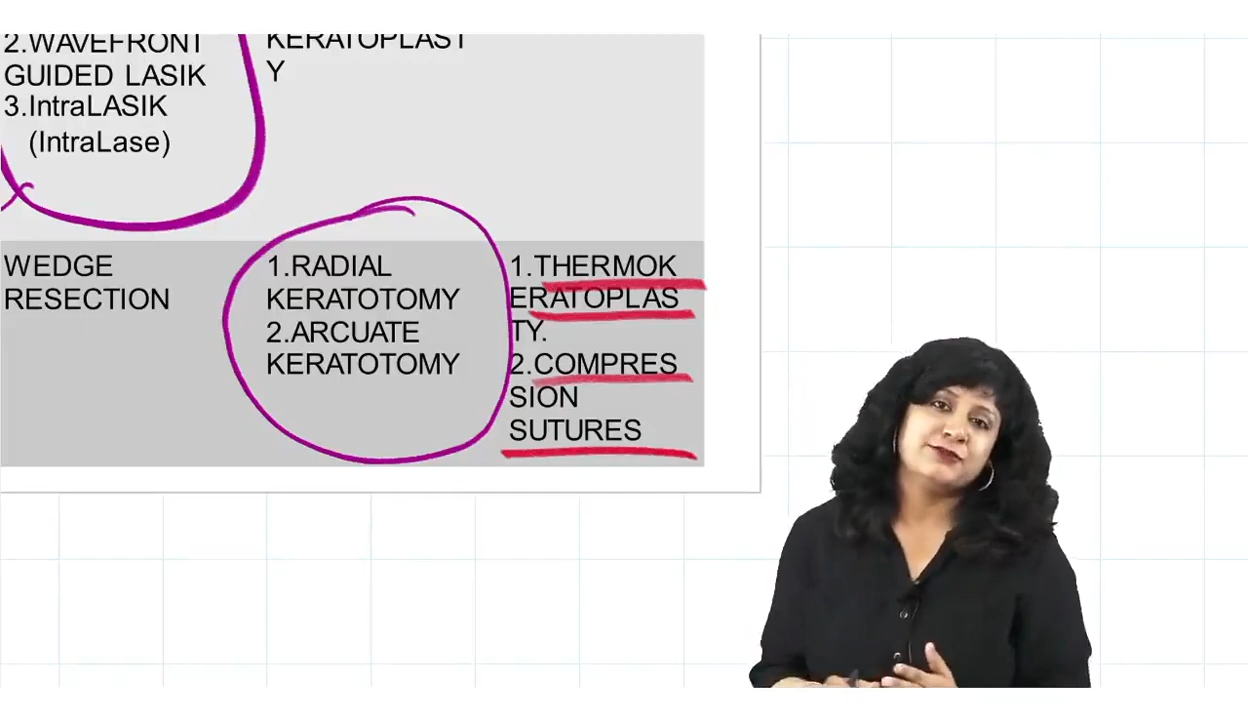 2.WAVEFRONT
GUIDED LASIK
3.IntraLASIK
(IntraLase)
KERATOPLAST
Y
WEDGE
RESECTION
1.RADIAL
KERATOTOMY
2.ARCUATE
KERATOTOMY
1.THERMOK
ERATOPLAS
TY.
2.COMPRES
SION
SUTURES